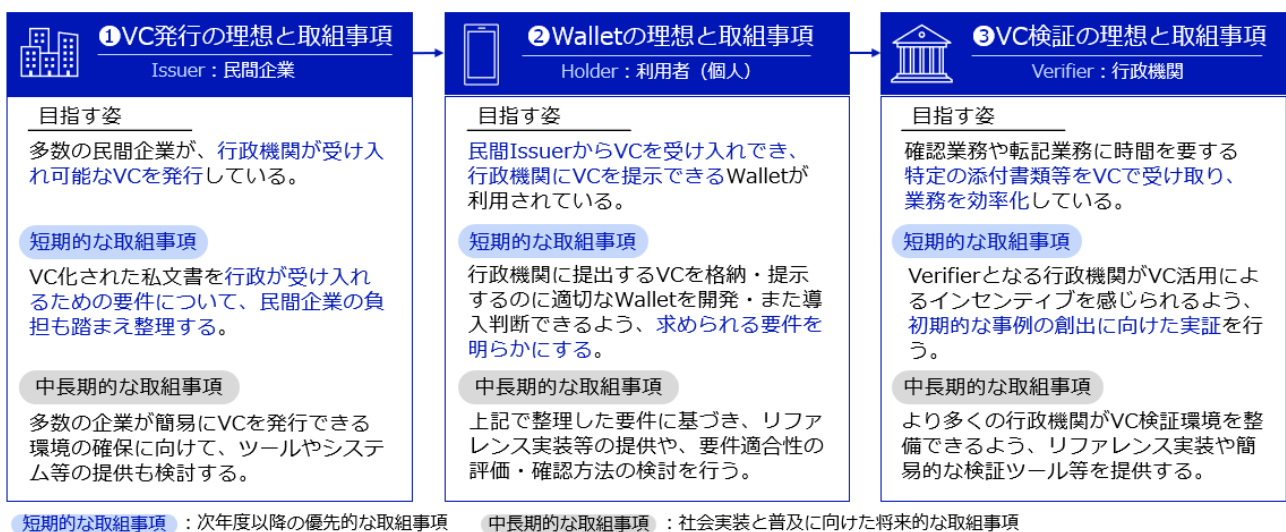 ❶VC発行の理想と取組事項
Issuer：民間企業
目指す姿
多数の民間企業が、行政機関が受け入
れ可能なVCを発行している。
短期的な取組事項
VC化された私文書を行政が受け入れ
るための要件について、民間企業の負
担も踏まえ整理する。
中長期的な取組事項
多数の企業が簡易にVCを発行できる
環境の確保に向けて、ツールやシステ
ム等の提供も検討する。
❷Walletの理想と取組事項
Holder：利用者（個人）
目指す姿
民間IssuerからVCを受け入れでき、
行政機関にVCを提示できるWalletが
利用されている。
短期的な取組事項
行政機関に提出するVCを格納・提示
するのに適切なWalletを開発・また導
入判断できるよう、求められる要件を
明らかにする。
中長期的な取組事項
上記で整理した要件に基づき、リファ
レンス実装等の提供や、要件適合性の
評価・確認方法の検討を行う。
❸VC検証の理想と取組事項
Verifier：行政機関
目指す姿
確認業務や転記業務に時間を要する
特定の添付書類等をVCで受け取り、
業務を効率化している。
短期的な取組事項
Verifierとなる行政機関がVC活用によ
るインセンティブを感じられるよう、
初期的な事例の創出に向けた実証を行
う。
中長期的な取組事項
より多くの行政機関がVC検証環境を整
備できるよう、リファレンス実装や簡
易的な検証ツール等を提供する。
短期的な取組事項：次年度以降の優先的な取組事項 中長期的な取組事項：社会実装と普及に向けた将来的な取組事項